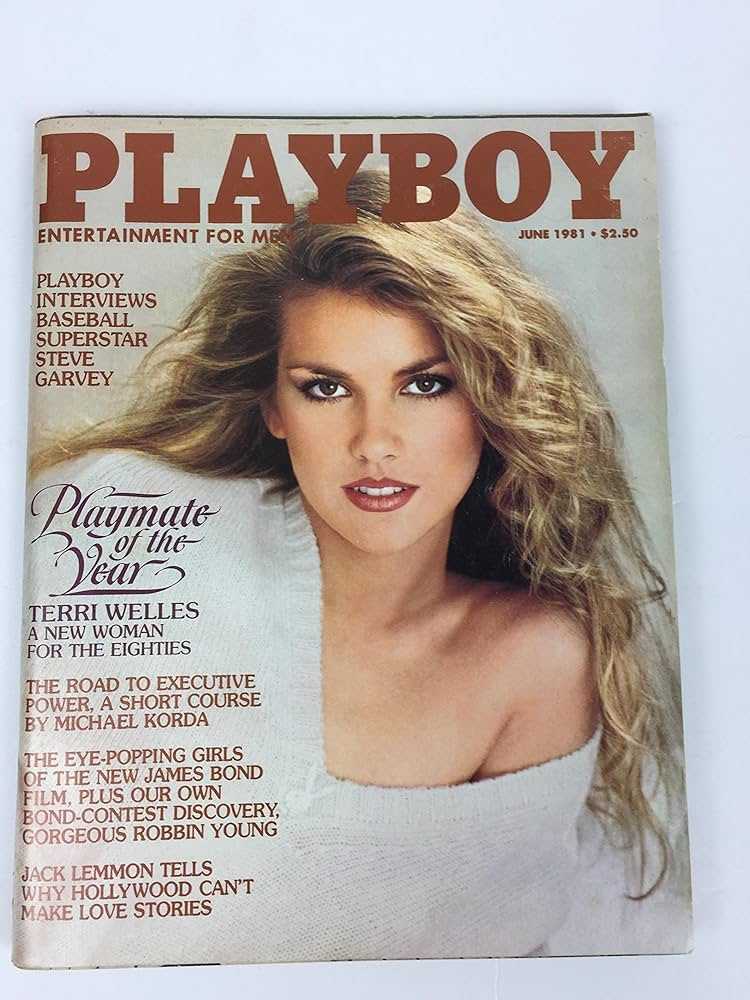 PLAYBOY
ENTERTAINMENT FOR MEN
JUNE 1981 • $2.50
PLAYBOY
INTERVIEWS
BASEBALL
SUPERSTAR
STEVE
GARVEY
Playmate
of the
Year
TERRI WELLES
A NEW WOMAN
FOR THE EIGHTIES
THE ROAD TO EXECUTIVE
POWER, A SHORT COURSE
BY MICHAEL KORDA
THE EYE-POPPING GIRLS
OF THE NEW JAMES BOND
FILM, PLUS OUR OWN
BOND-CONTEST DISCOVERY,
GORGEOUS ROBBIN YOUNG
JACK LEMMON TELLS
WHY HOLLYWOOD CAN'T
MAKE LOVE STORIES